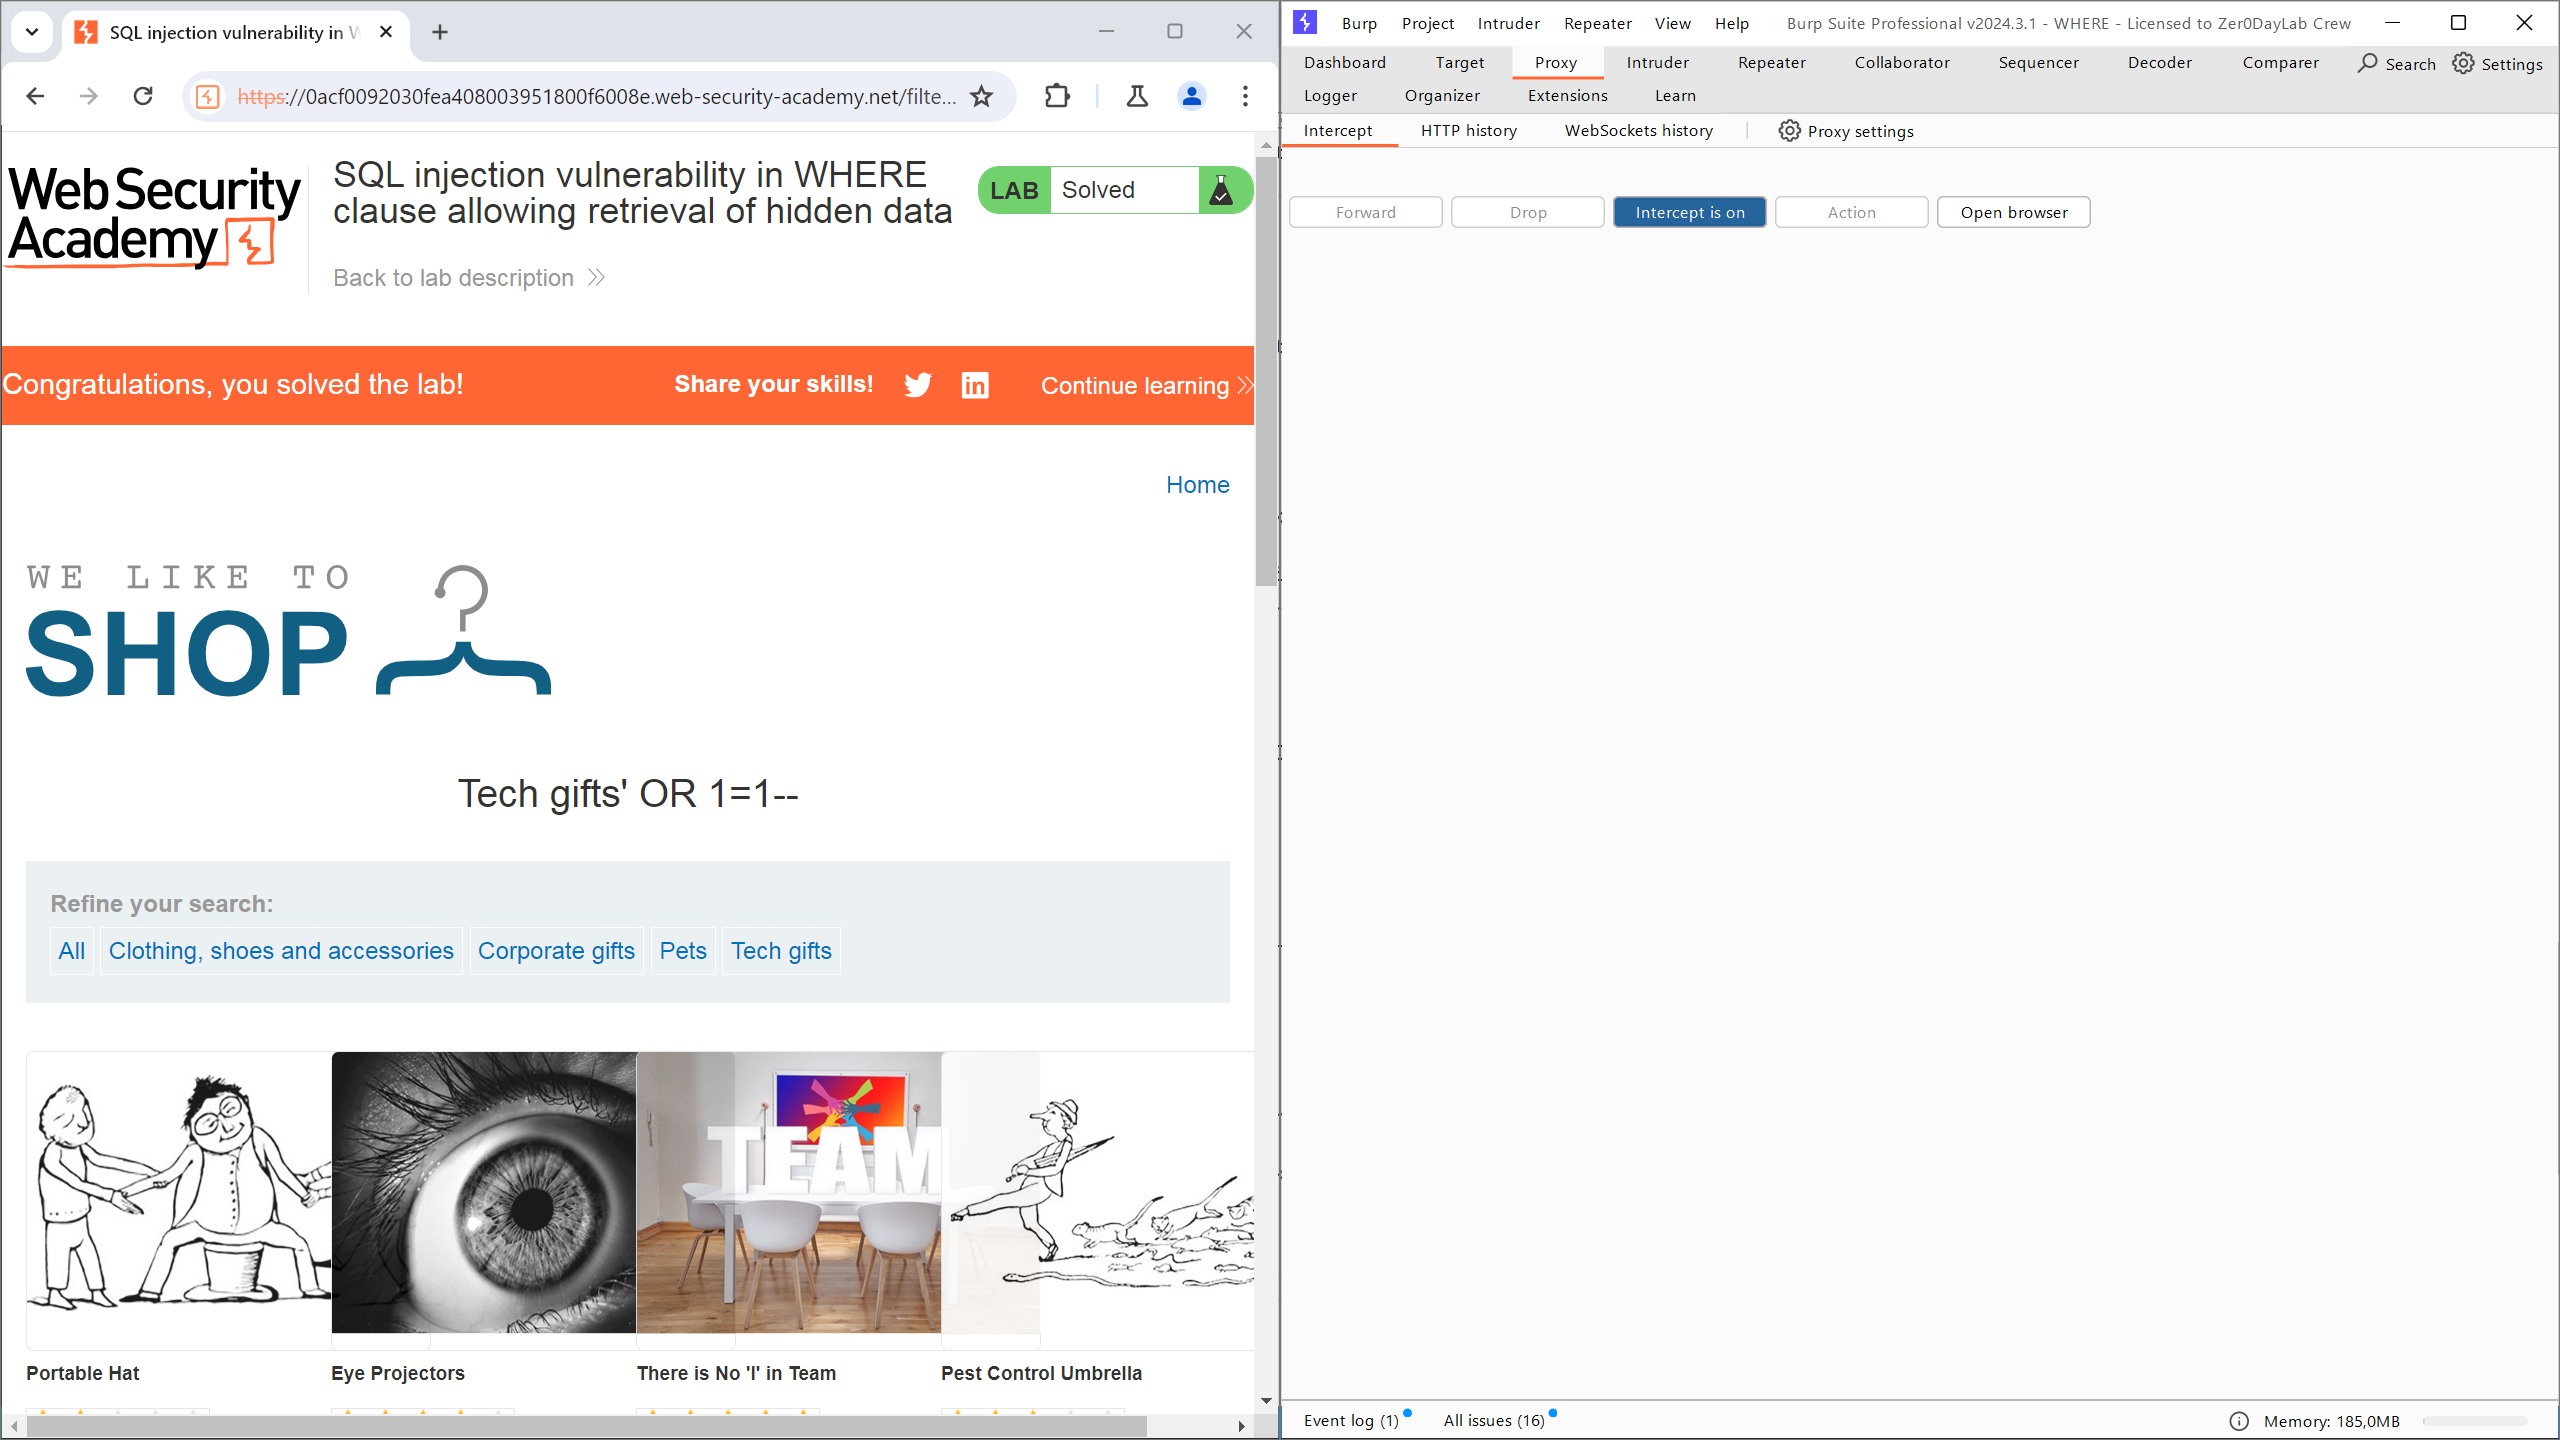 SQL injection vulnerability in W
https://0acf0092030fea408003951800f6008e.web-security-academy.net/filte...
Web Security
Academy
SQL injection vulnerability in WHERE
clause allowing retrieval of hidden data
Back to lab description
LAB Solved
Congratulations, you solved the lab!
Share your skills!
Continue learning
Home
WE LIKE TO
SHOP
Tech gifts' OR 1=1--
Refine your search:
All Clothing, shoes and accessories Corporate gifts Pets Tech gifts
TEAM
Portable Hat
Eye Projectors
There is No 'I' in Team
Pest Control Umbrella
Burp Project Intruder Repeater View Help Burp Suite Professional v2024.3.1 - WHERE - Licensed to Zer0DayLab Crew
Dashboard Target Proxy Intruder Repeater Collaborator Sequencer Decoder Comparer Search Settings
Logger Organizer Extensions Learn
Intercept HTTP history WebSockets history Proxy settings
Forward Drop Intercept is on Action Open browser
Event log (1) All issues (16) Memory: 185,0MB